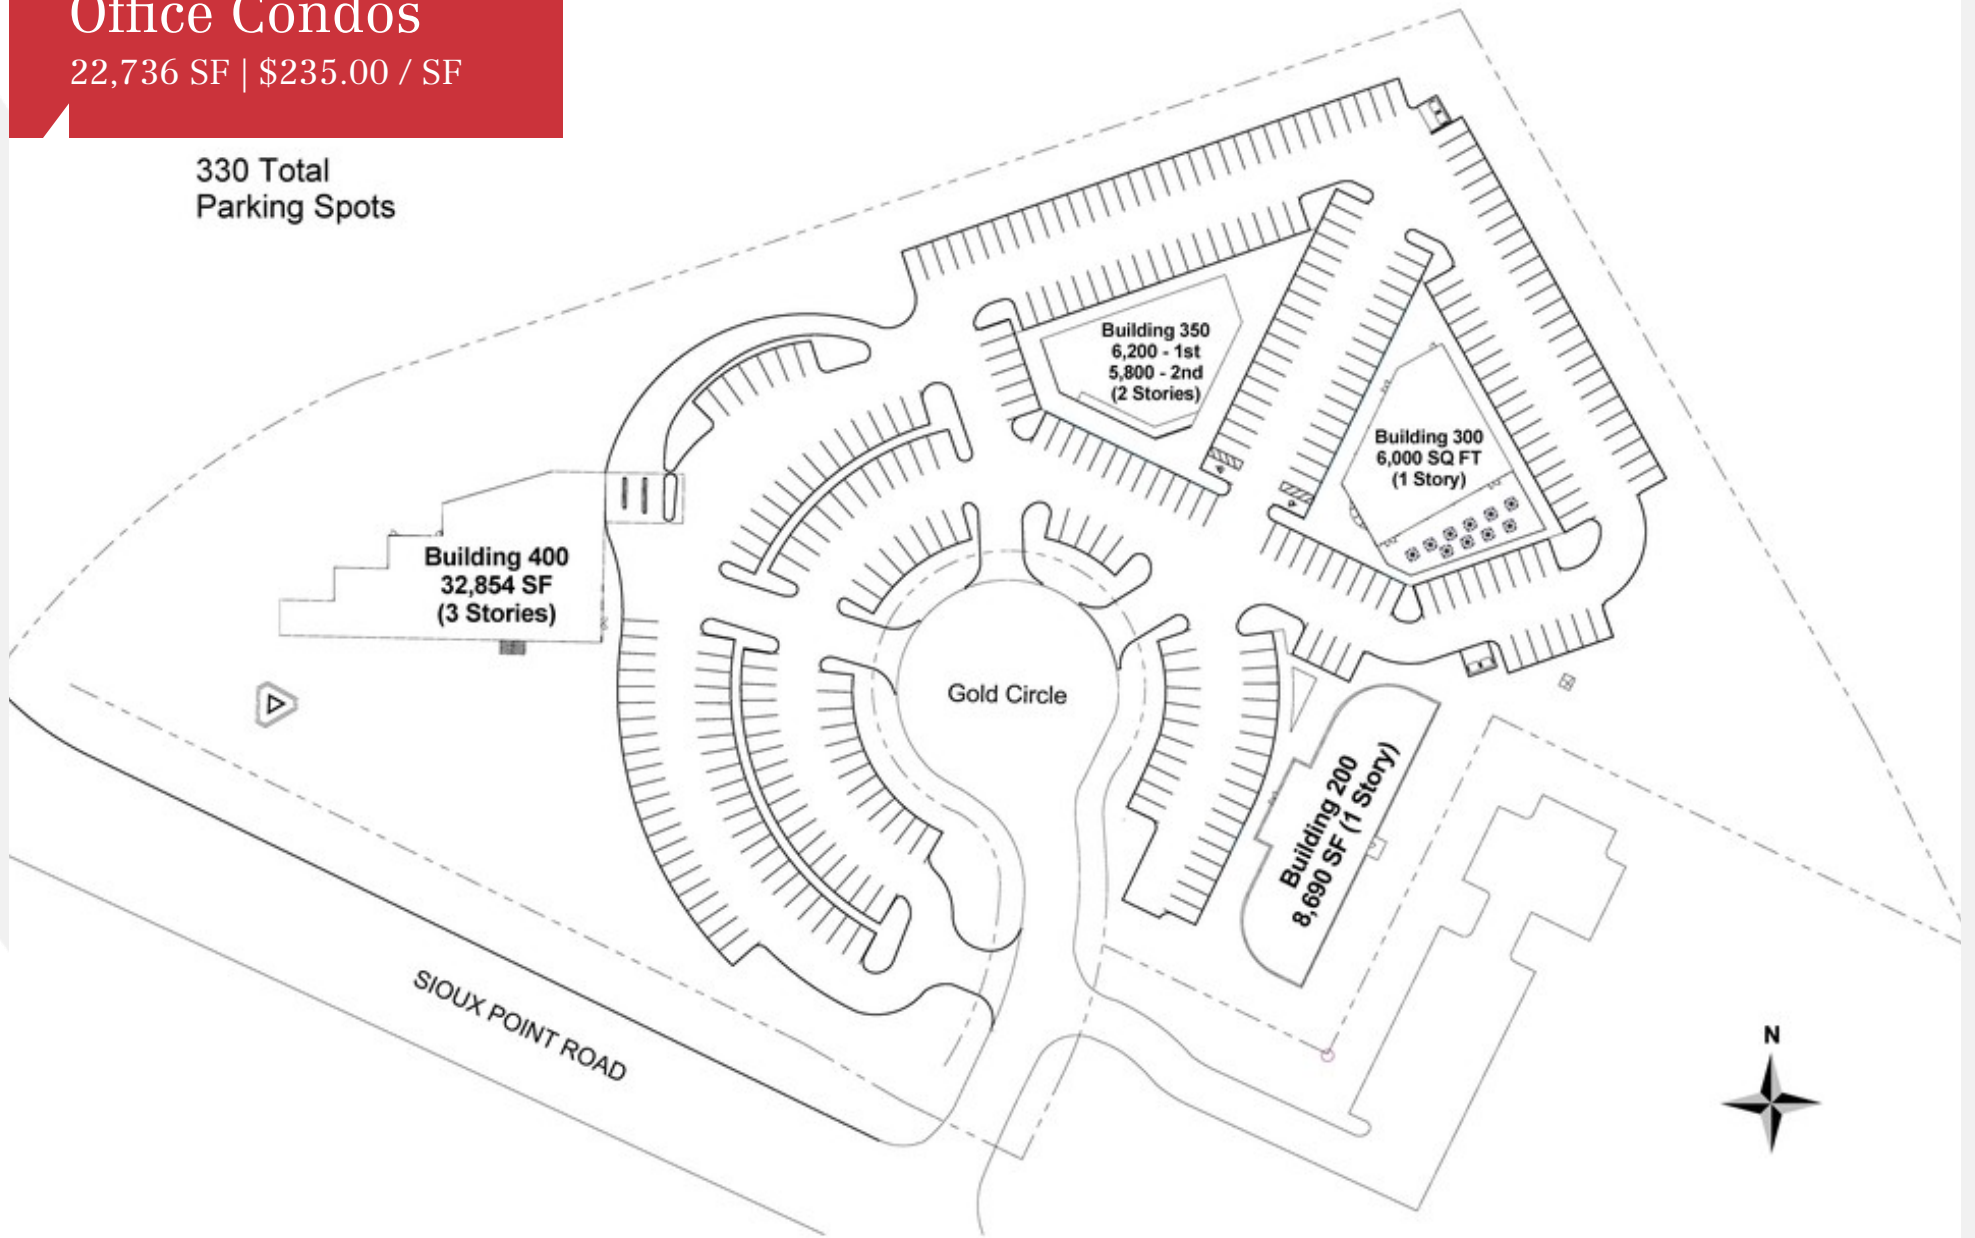 Office Condos
22,736 SF | $235.00 / SF
330 Total
Parking Spots
Building 350
6,200 - 1st
5,800 - 2nd
(2 Stories)
Building 300
6,000 SQ FT
(1 Story)
Building 400
32,854 SF
(3 Stories)
Gold Circle
Building 200
8,690 SF (1 Story)
SIOUX POINT ROAD
N